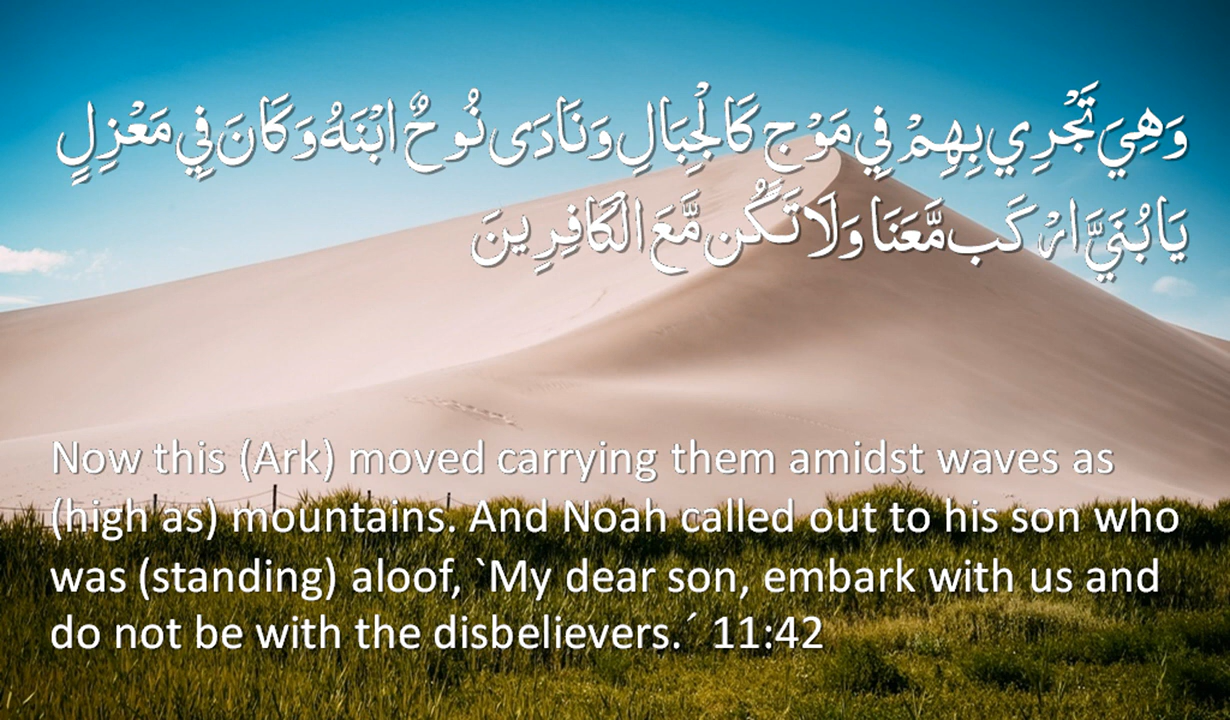 وَهِيَ تَجْرِي بِهِمْ فِي مَوْجٍ كَالْجِبَالِ وَنَادَى نُوحٌ ابْنَهُ وَكَانَ فِي مَعْزِلٍ
يَا بُنَيَّ ارْكَب مَّعَنَا وَلَا تَكُن مَّعَ الْكَافِرِينَ
Now this (Ark) moved carrying them amidst waves as
(high as) mountains. And Noah called out to his son who
was (standing) aloof, `My dear son, embark with us and
do not be with the disbelievers.´ 11:42